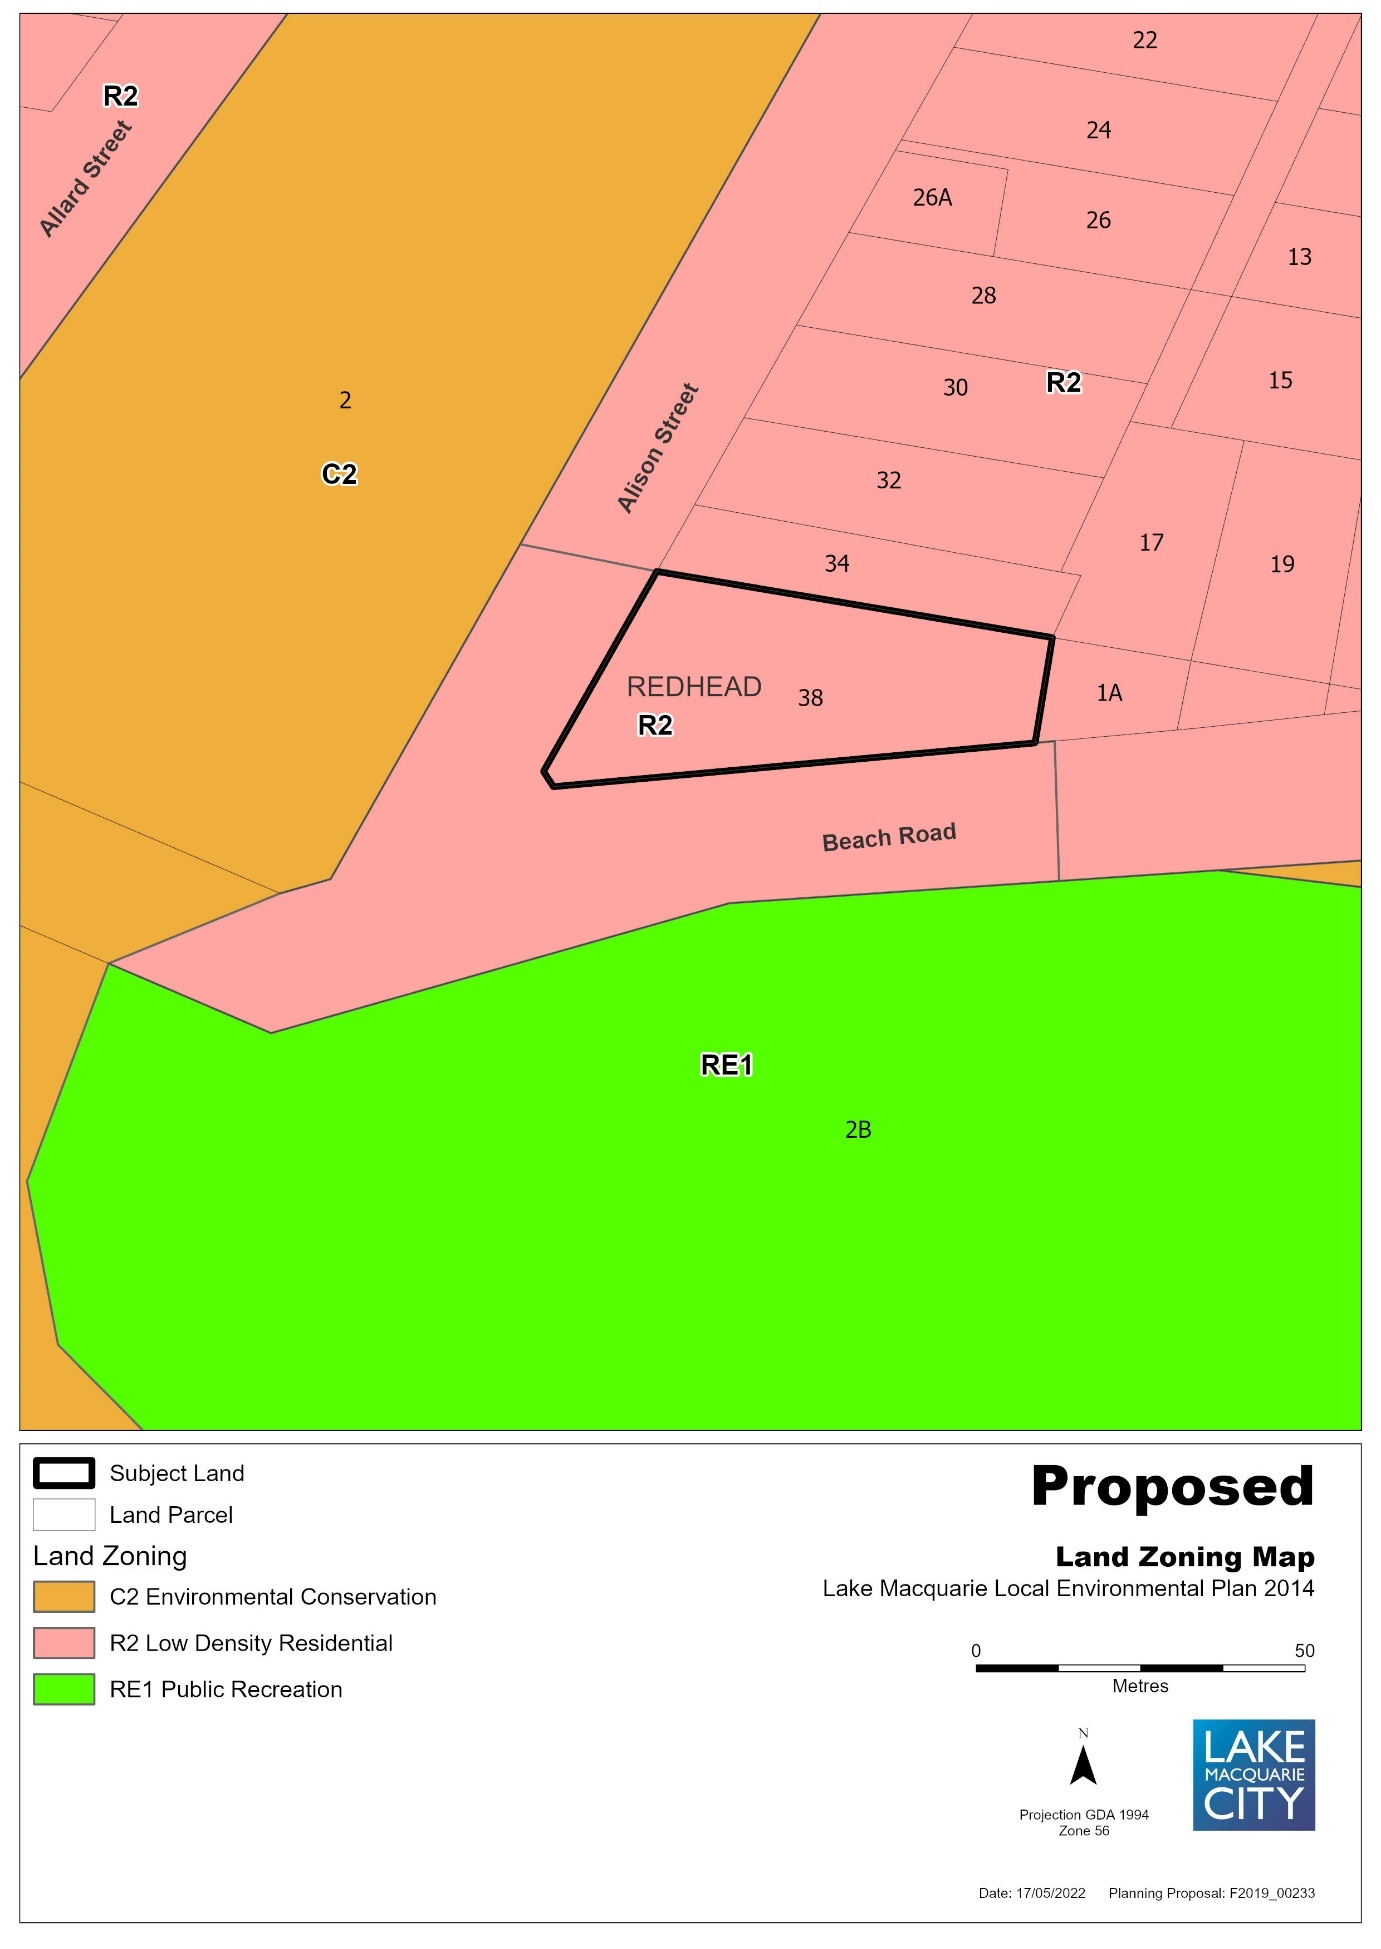 22
R2
24
Allard Street
26A
26
13
28
15
30
R2
2
Alison Street
C2
32
17
34
19
REDHEAD
38
1A
R2
Beach Road
RE1
2B
Subject Land
Land Parcel
Land Zoning
C2 Environmental Conservation
R2 Low Density Residential
RE1 Public Recreation
Proposed
Land Zoning Map
Lake Macquarie Local Environmental Plan 2014
0 50
Metres
N
Projection GDA 1994
Zone 56
LAKE
MACQUARIE
CITY
Date: 17/05/2022 Planning Proposal: F2019_00233